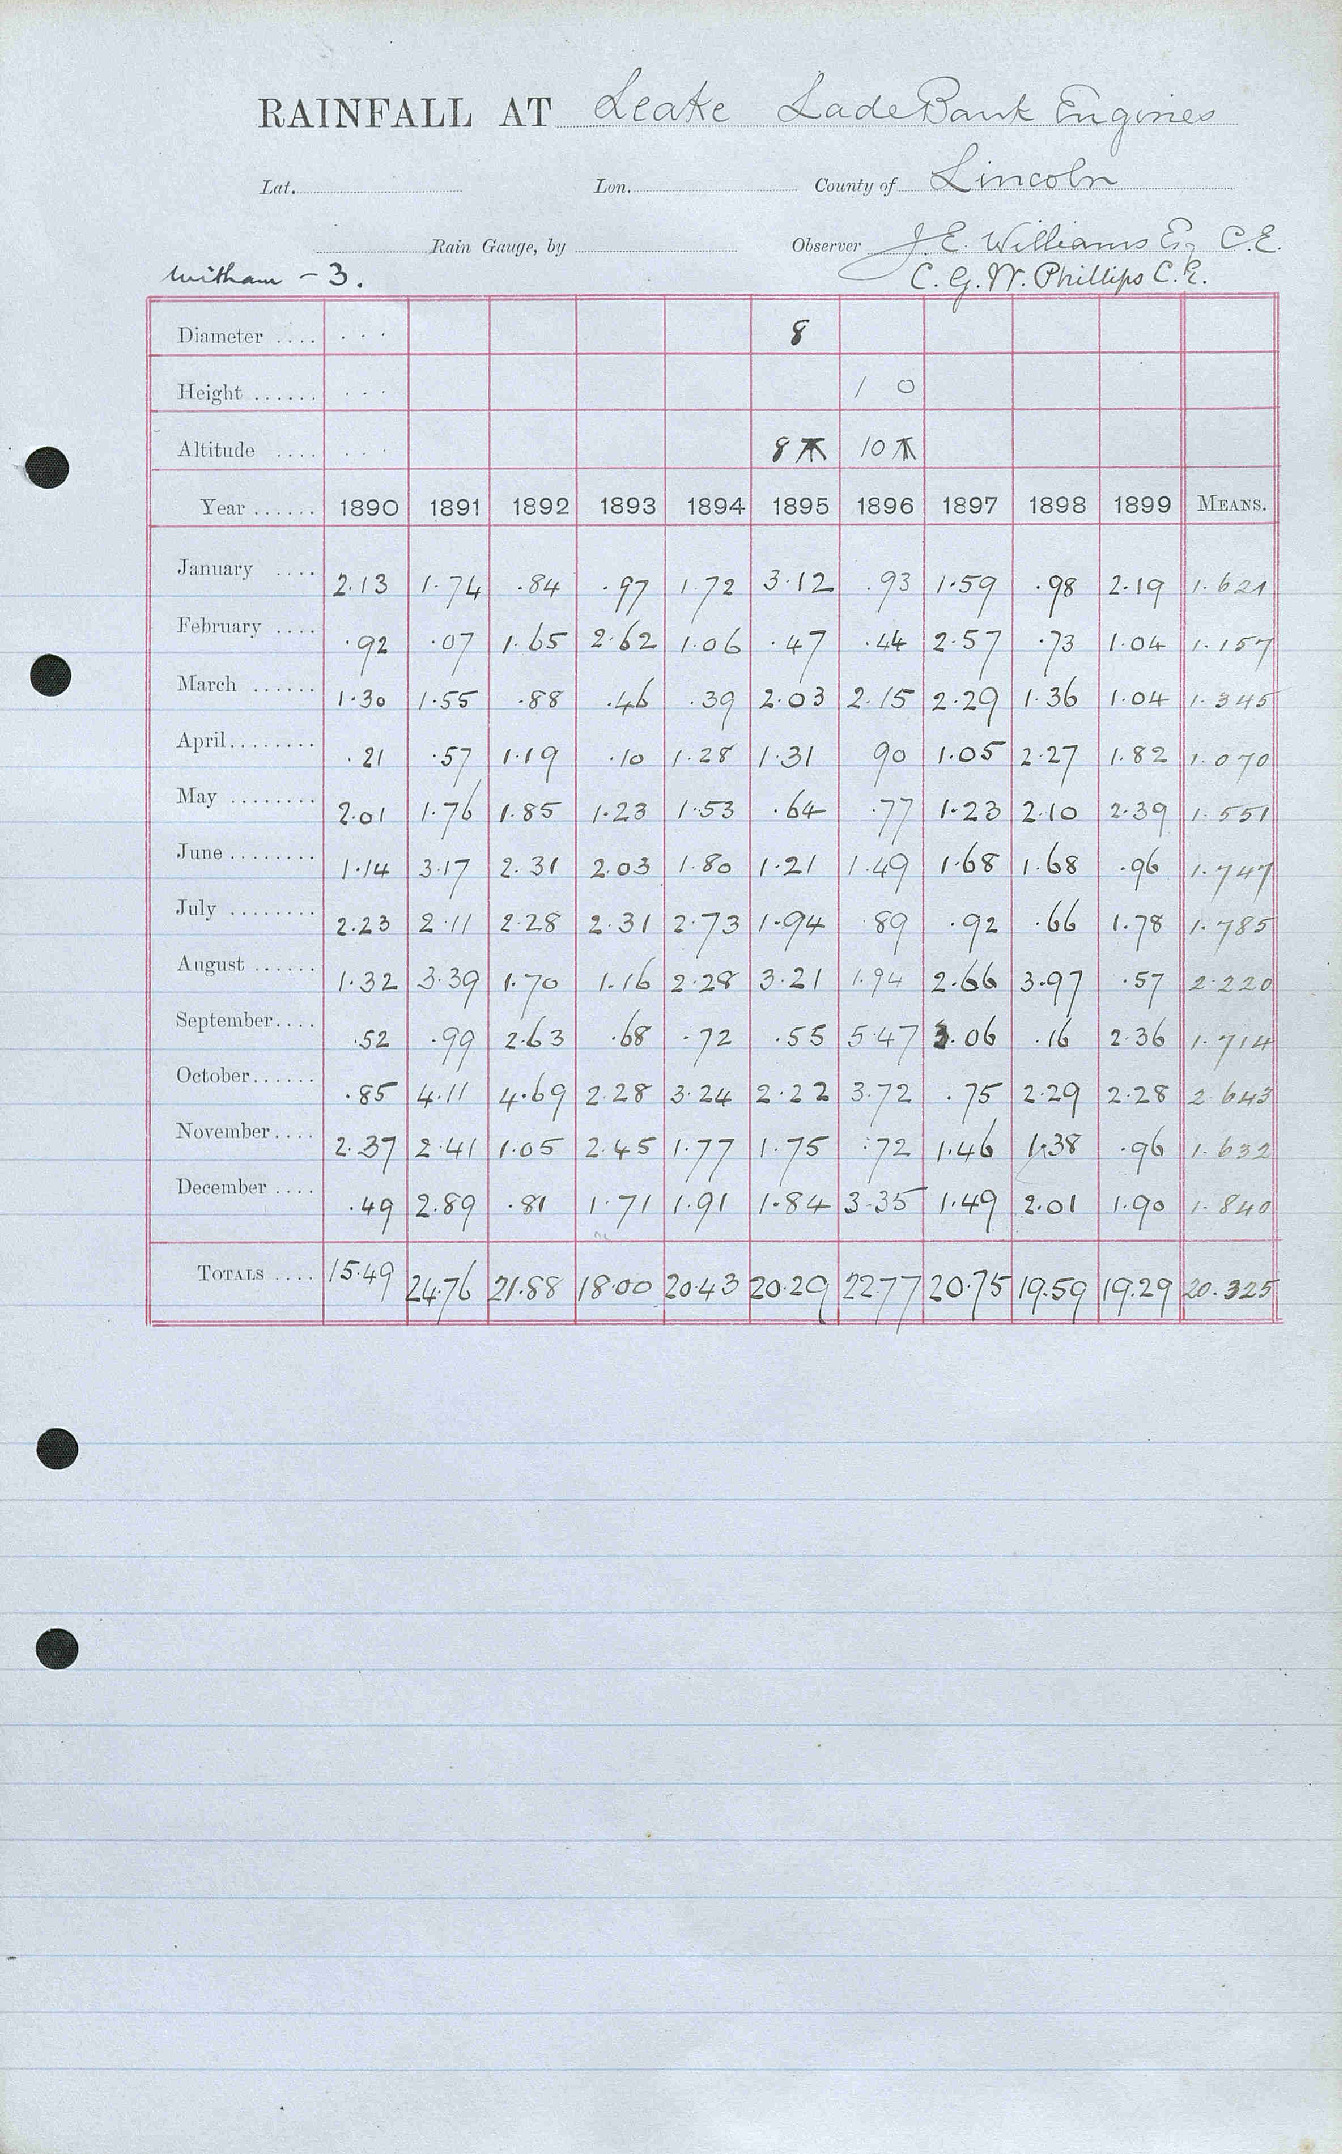 RAINFALL AT Leake Lade Bank Engines
Lat. Lon. County of Lincoln
Rain Gauge, by Observer J.E. Williams Esq C.E.
Witham - 3. C. G. W. Phillips C.E.
Diameter .... . . . 8
Height ...... . . . 1 0
Altitude .... . . . 8 10
Year ...... 1890 1891 1892 1893 1894 1895 1896 1897 1898 1899 MEANS.
January .... 2.13 1.74 .84 .97 1.72 3.12 .93 1.59 .98 2.19 1.621
February .... .92 .07 1.65 2.62 1.06 .47 .44 2.57 .73 1.04 1.157
March ...... 1.30 1.55 .88 .46 .39 2.03 2.15 2.29 1.36 1.04 1.345
April ........ .21 .57 1.19 .10 1.28 1.31 90 1.05 2.27 1.82 1.070
May ........ 2.01 1.76 1.85 1.23 1.53 .64 .77 1.23 2.10 2.39 1.551
June ........ 1.14 3.17 2.31 2.03 1.80 1.21 1.49 1.68 1.68 .96 1.747
July ........ 2.23 2.11 2.28 2.31 2.73 1.94 .89 .92 .66 1.78 1.785
August ...... 1.32 3.39 1.70 1.16 2.28 3.21 1.94 2.66 3.97 .57 2.220
September .... .52 .99 2.63 .68 .72 .55 5.47 3.06 .16 2.36 1.714
October ...... .85 4.11 4.69 2.28 3.24 2.22 3.72 .75 2.29 2.28 2.643
November .... 2.37 2.41 1.05 2.45 1.77 1.75 .72 1.46 1.38 .96 1.632
December .... .49 2.89 .81 1.71 1.91 1.84 3.35 1.49 2.01 1.90 1.840
TOTALS .... 15.49 24.76 21.88 18.00 20.43 20.29 22.77 20.75 19.59 19.29 20.325